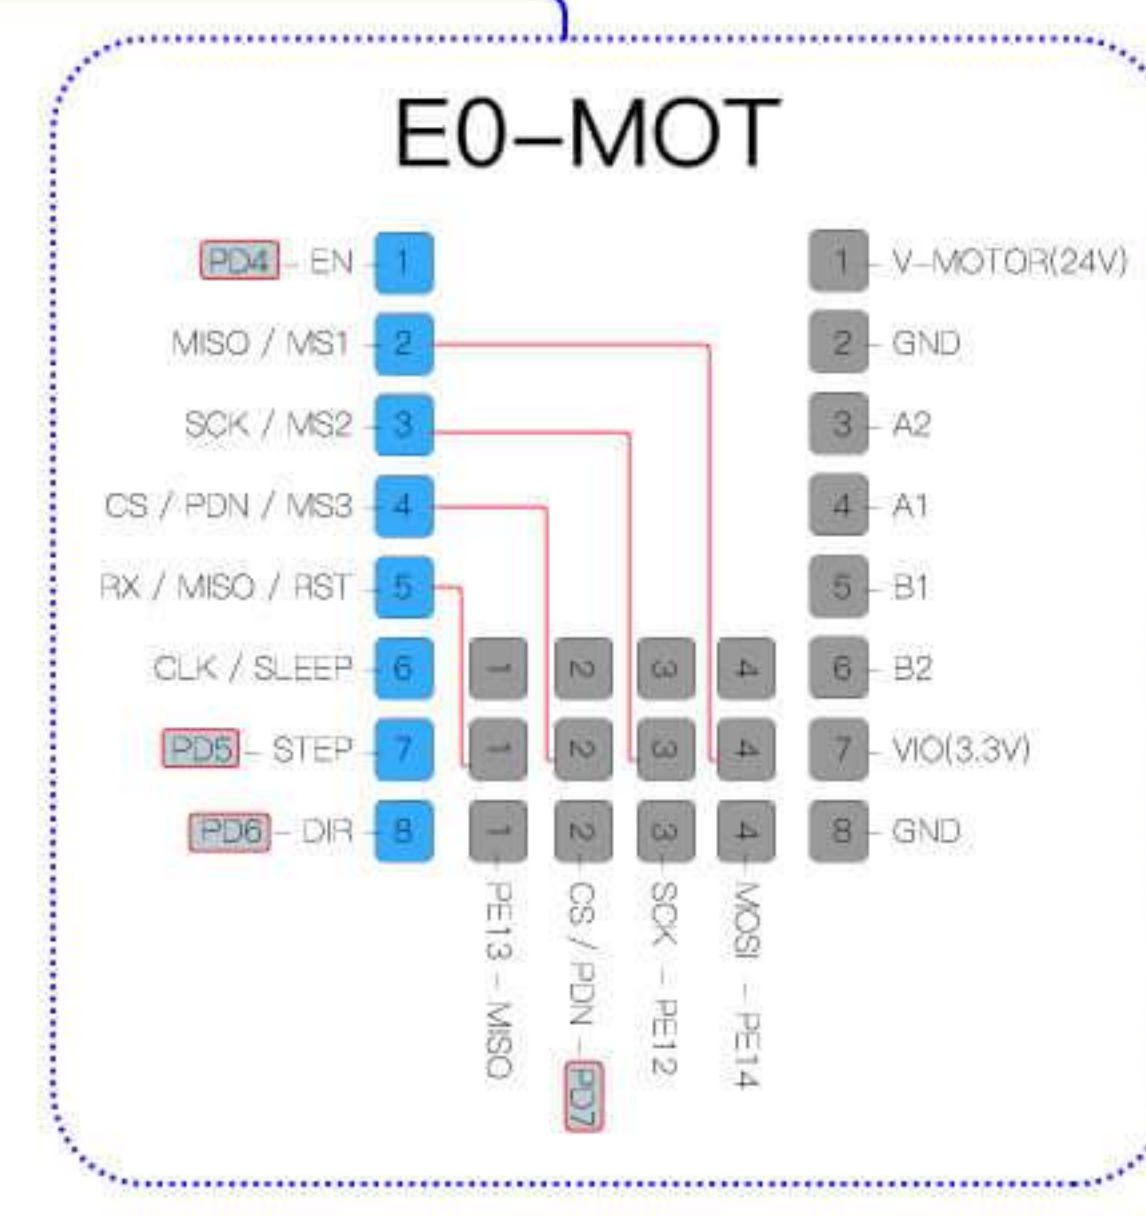 E0-MOT
PD4 - EN 1
MISO / MS1 2
SCK / MS2 3
CS / PDN / MS3 4
RX / MISO / RST 5
CLK / SLEEP 6
PD5 - STEP 7
PD6 - DIR 8
1 2 3 4
1 2 3 4
1 2 3 4
PE13 - MISO
CS / PDN - PD7
SCK - PE12
MOSI - PE14
1 V-MOTOR(24V)
2 GND
3 A2
4 A1
5 B1
6 B2
7 VIO(3.3V)
8 GND